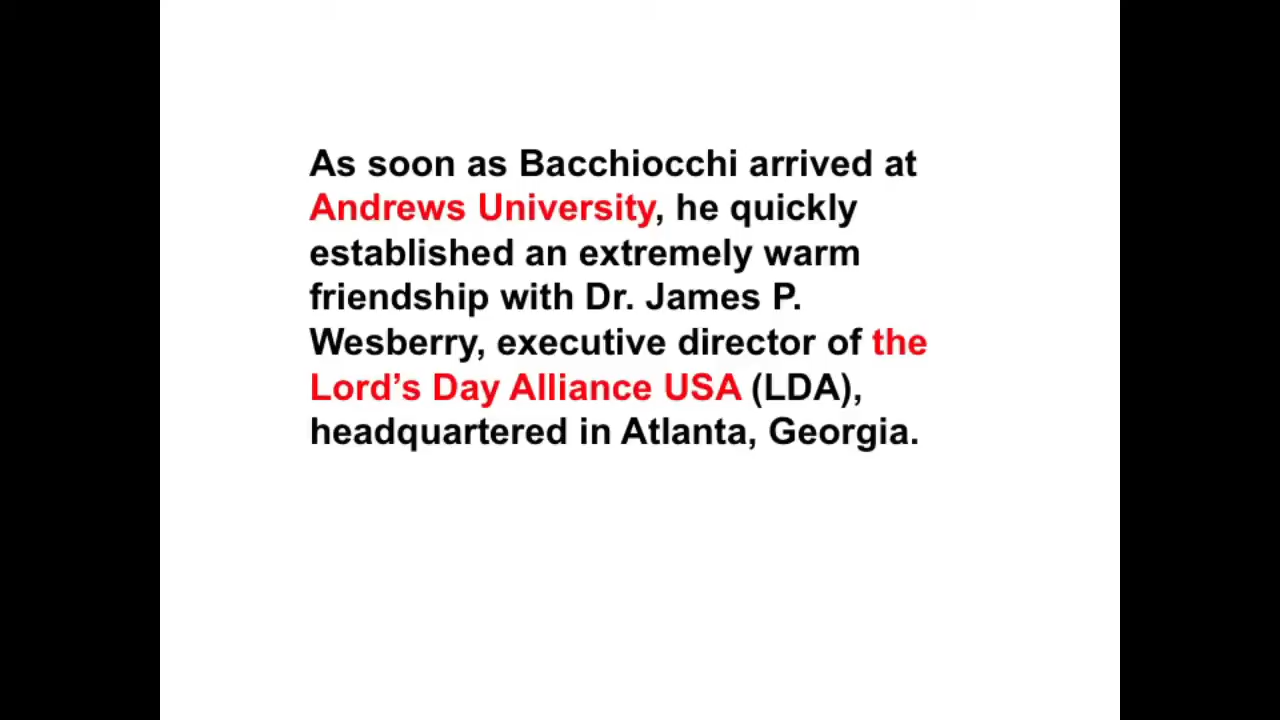 As soon as Bacchiocchi arrived at
Andrews University, he quickly
established an extremely warm
friendship with Dr. James P.
Wesberry, executive director of the
Lord’s Day Alliance USA (LDA),
headquartered in Atlanta, Georgia.